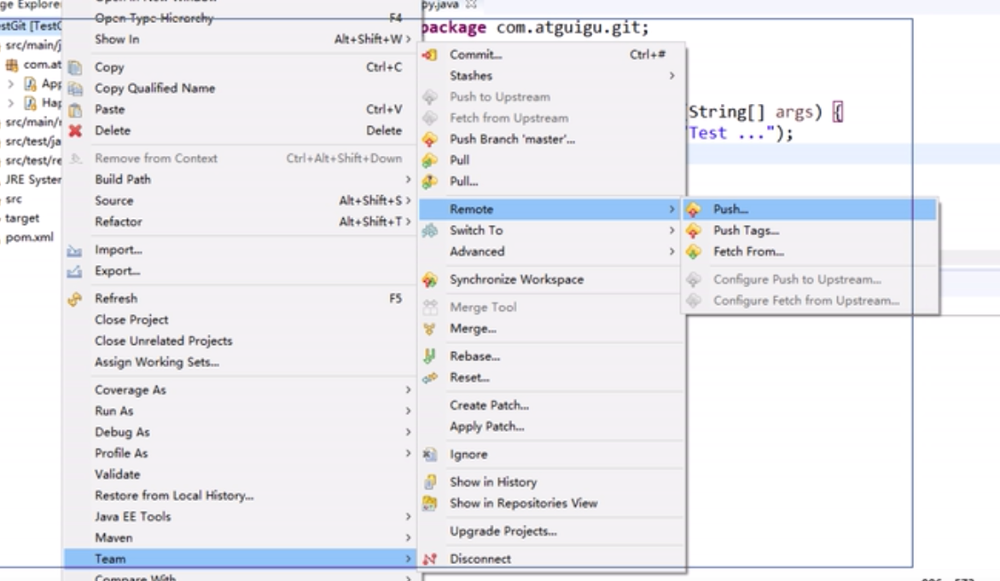 ge Explorer
py.java
Open Type Hierarchy F4
Show In Alt+Shift+W >
Copy Ctrl+C
Copy Qualified Name
Paste Ctrl+V
Delete Delete
Remove from Context Ctrl+Alt+Shift+Down
Build Path >
Source Alt+Shift+S >
Refactor Alt+Shift+T >
Import...
Export...
Refresh F5
Close Project
Close Unrelated Projects
Assign Working Sets...
Coverage As >
Run As >
Debug As >
Profile As >
Validate
Restore from Local History...
Java EE Tools >
Maven >
Team >
Compare With
estGit [TestG
src/main/j
com.at
> App
> Hap
src/main/r
src/test/ja
src/test/re
JRE System
src
target
pom.xml
package com.atguigu.git;
String[] args) {
Test ...");
Commit... Ctrl+#
Stashes >
Push to Upstream
Fetch from Upstream
Push Branch 'master'...
Pull
Pull...
Remote >
Switch To >
Advanced >
Synchronize Workspace
Merge Tool
Merge...
Rebase...
Reset...
Create Patch...
Apply Patch...
Ignore
Show in History
Show in Repositories View
Upgrade Projects...
Disconnect
Push...
Push Tags...
Fetch From...
Configure Push to Upstream...
Configure Fetch from Upstream...